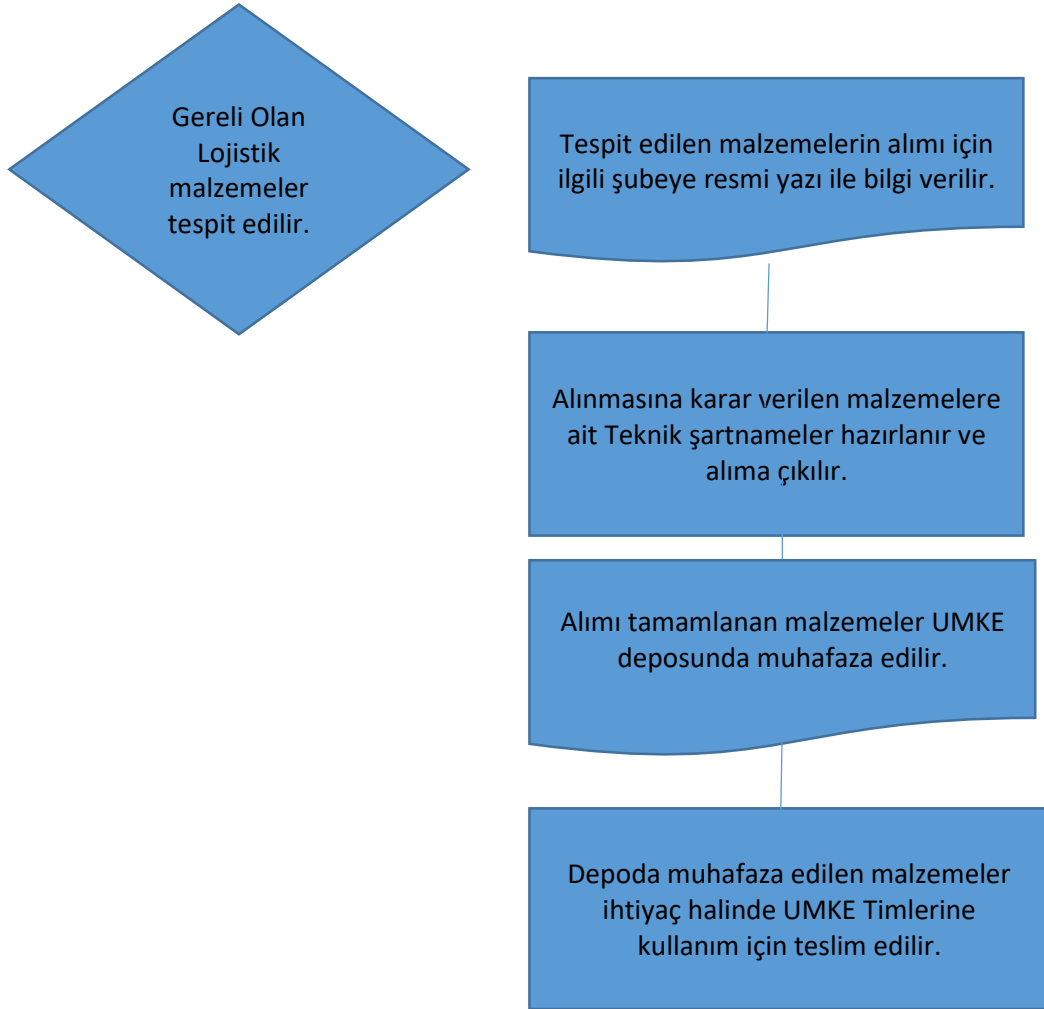 Gereli Olan
Lojistik
malzemeler
tespit edilir.
Tespit edilen malzemelerin alımı için
ilgili şubeye resmi yazı ile bilgi verilir.
Alınmasına karar verilen malzemelere
ait Teknik şartnameler hazırlanır ve
alıma çıkılır.
Alımı tamamlanan malzemeler UMKE
deposunda muhafaza edilir.
Depoda muhafaza edilen malzemeler
ihtiyaç halinde UMKE Timlerine
kullanım için teslim edilir.